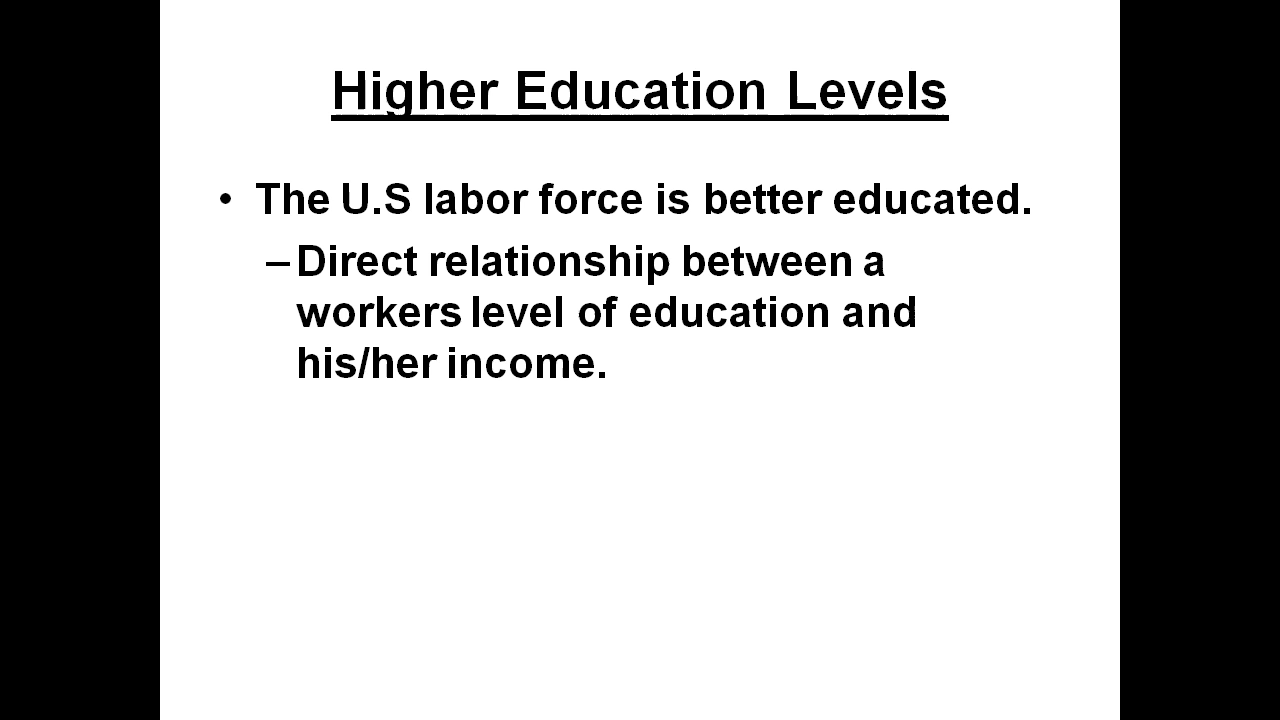 Higher Education Levels
• The U.S labor force is better educated.
– Direct relationship between a
workers level of education and
his/her income.